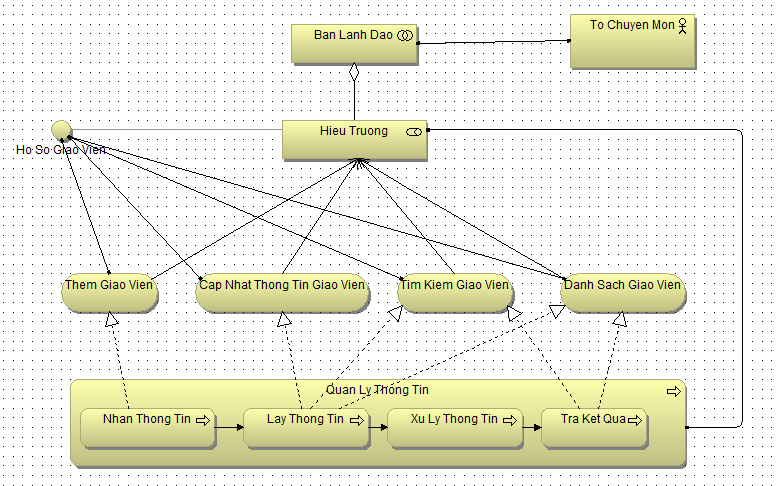 Ban Lanh Dao
To Chuyen Mon
Hieu Truong
Ho So Giao Vien
Them Giao Vien
Cap Nhat Thong Tin Giao Vien
Tim Kiem Giao Vien
Danh Sach Giao Vien
Quan Ly Thong Tin
Nhan Thong Tin
Lay Thong Tin
Xu Ly Thong Tin
Tra Ket Qua